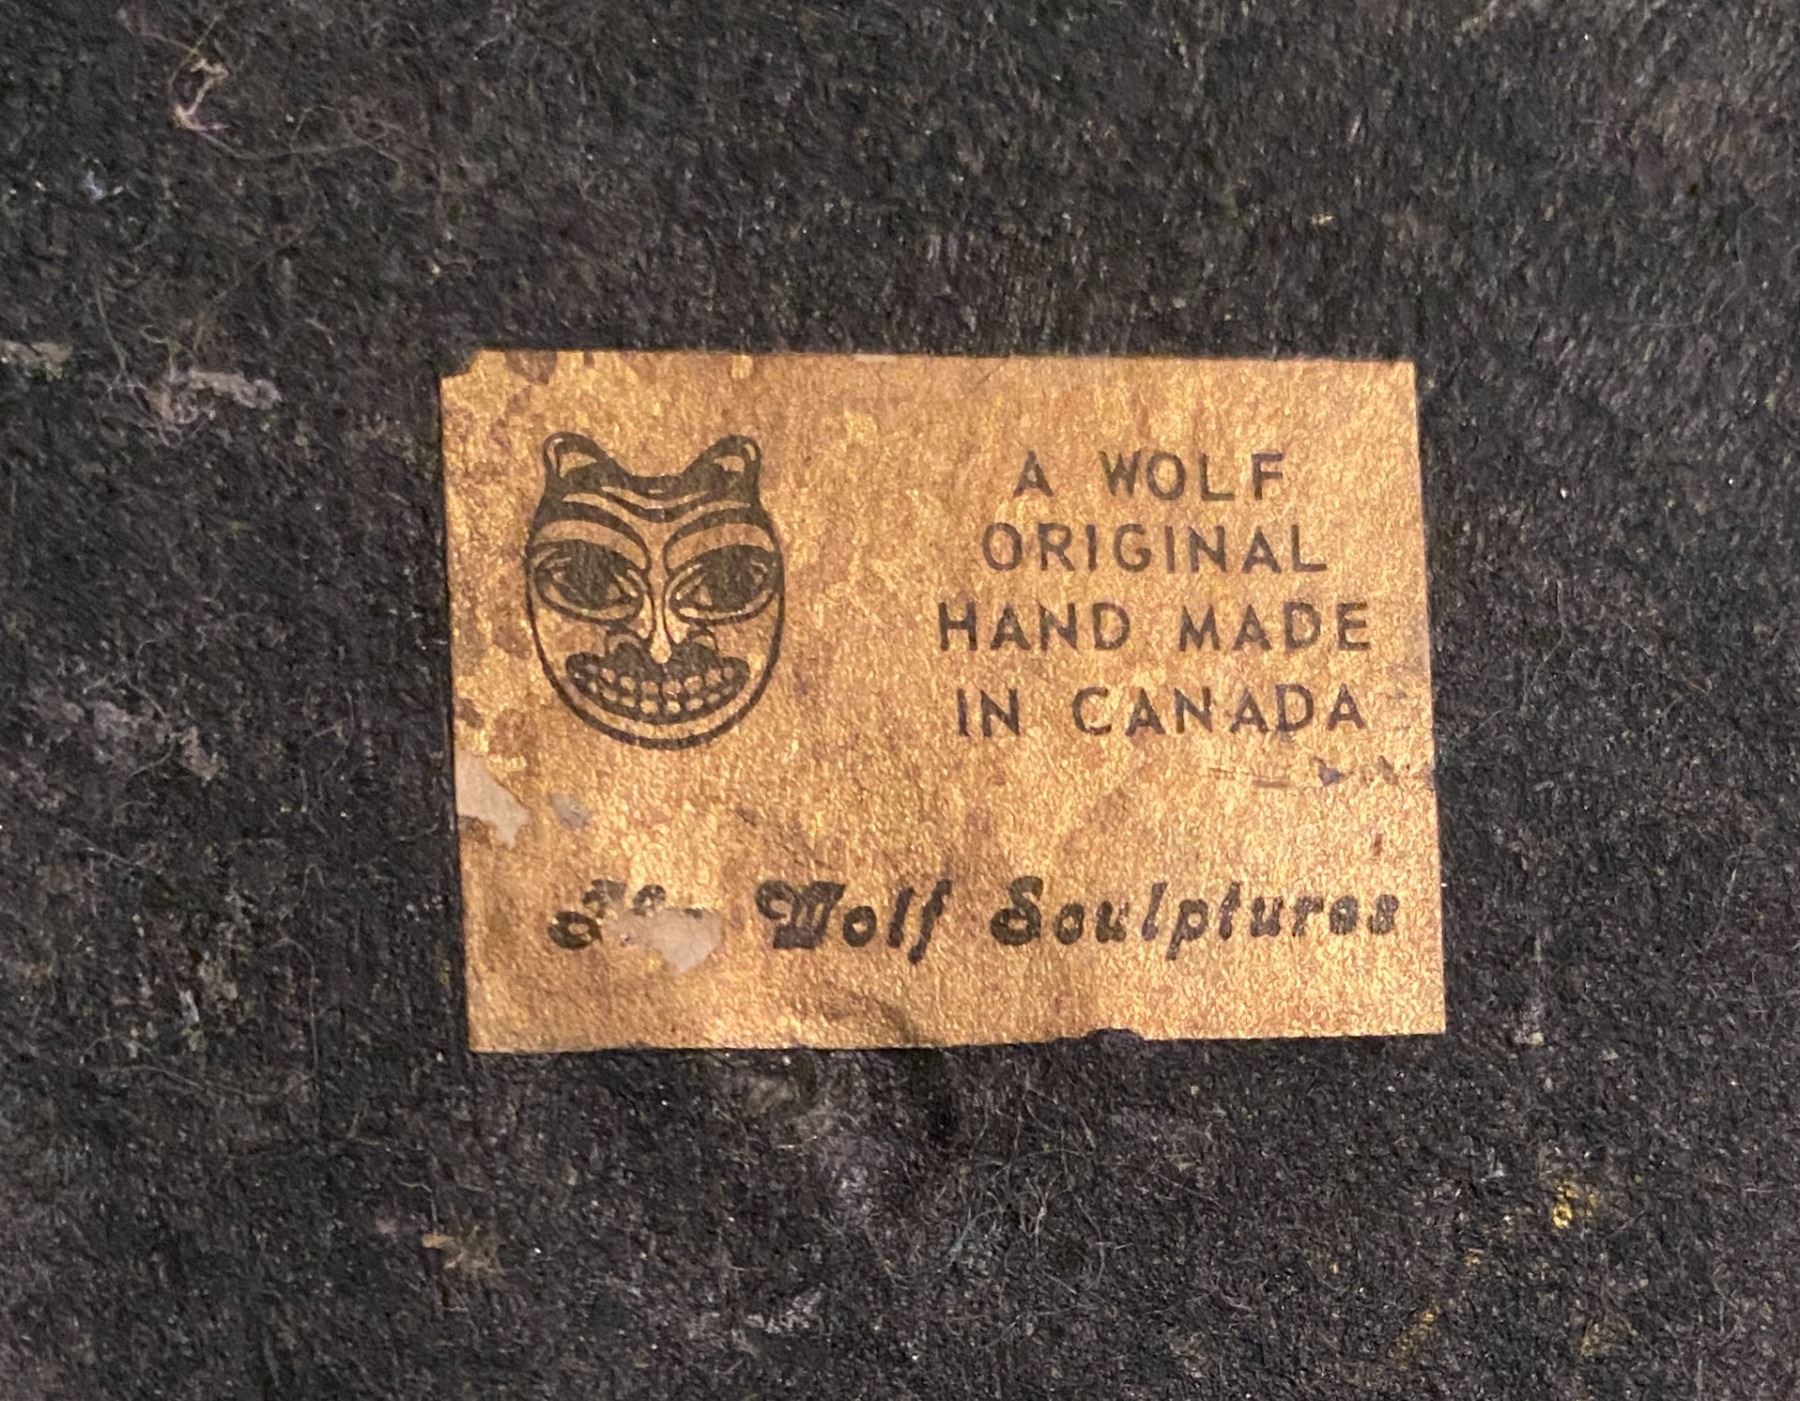 A WOLF
ORIGINAL
HAND MADE
IN CANADA
Wolf Sculptures